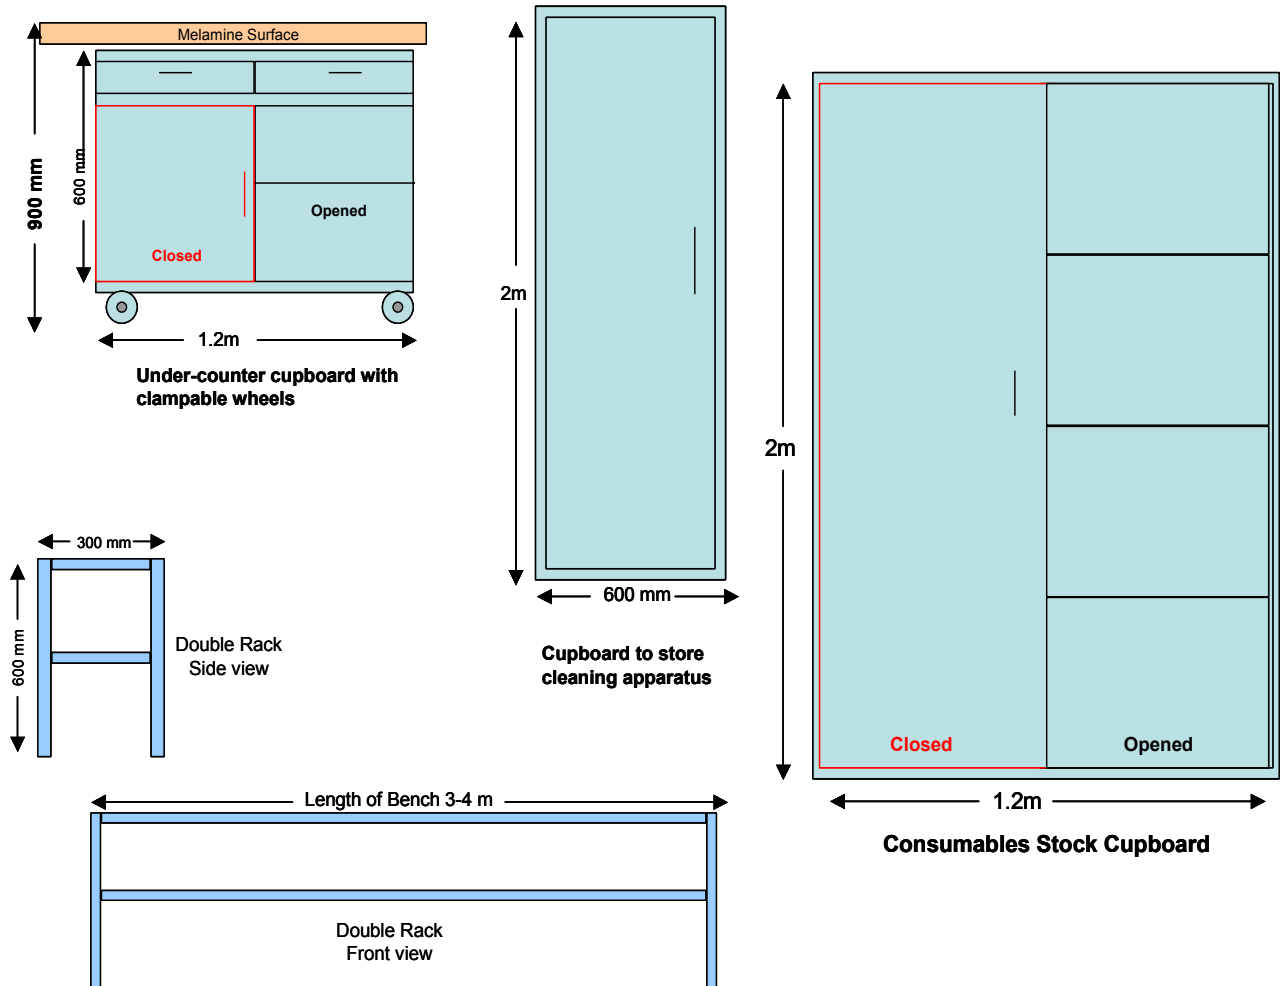 Melamine Surface
900 mm
600 mm
Opened
Closed
1.2m
Under-counter cupboard with
clampable wheels
2m
600 mm
Cupboard to store
cleaning apparatus
2m
Closed
Opened
1.2m
Consumables Stock Cupboard
300 mm
600 mm
Double Rack
Side view
Length of Bench 3-4 m
Double Rack
Front view